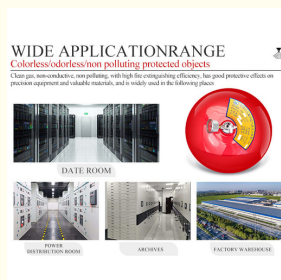 WIDE APPLICATIONRANGE
Colorless/odorless/non polluting protected objects
Clean gas, non-conductive, non polluting, with high fire extinguishing efficiency, has good protective effects on
precision equipment and valuable materials, and is widely used in the following places
DATE ROOM
POWER
DISTRIBUTION ROOM
ARCHIVES
FACTORY WAREHOUSE